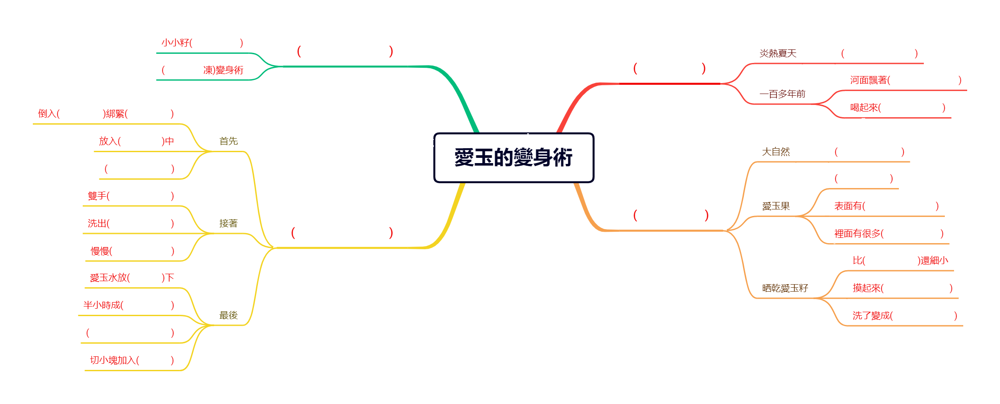 愛玉的變身術
(                    )
炎熱夏天
(                    )
一百多年前
河面飄著(                    )
喝起來(                    )
(                    )
大自然
(                    )
愛玉果
(                    )
表面有(                    )
裡面有很多(                    )
晒乾愛玉籽
比(                    )還細小
摸起來(                    )
洗了變成(                    )
(                    )
小小籽(                    )
(                    凍)變身術
(                    )
首先
倒入(                    )綁緊(                    )
放入(                    )中
(                    )
接著
雙手(                    )
洗出(                    )
慢慢(                    )
最後
愛玉水放(                    )下
半小時成(                    )
(                    )
切小塊加入(                    )